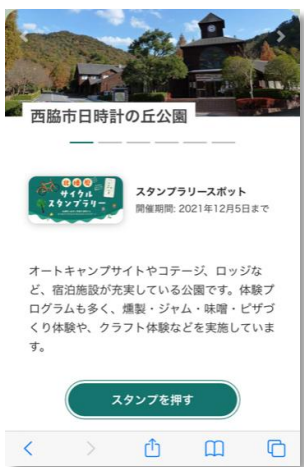 西脇市日時計の丘公園
サイクル
スタンプラリー
スタンプラリースポット
開催期間: 2021年12月5日まで
オートキャンプサイトやコテージ、ロッジな
ど、宿泊施設が充実している公園です。体験プ
ログラムも多く、燻製・ジャム・味噌・ピザづ
くり体験や、クラフト体験などを実施していま
す。
スタンプを押す